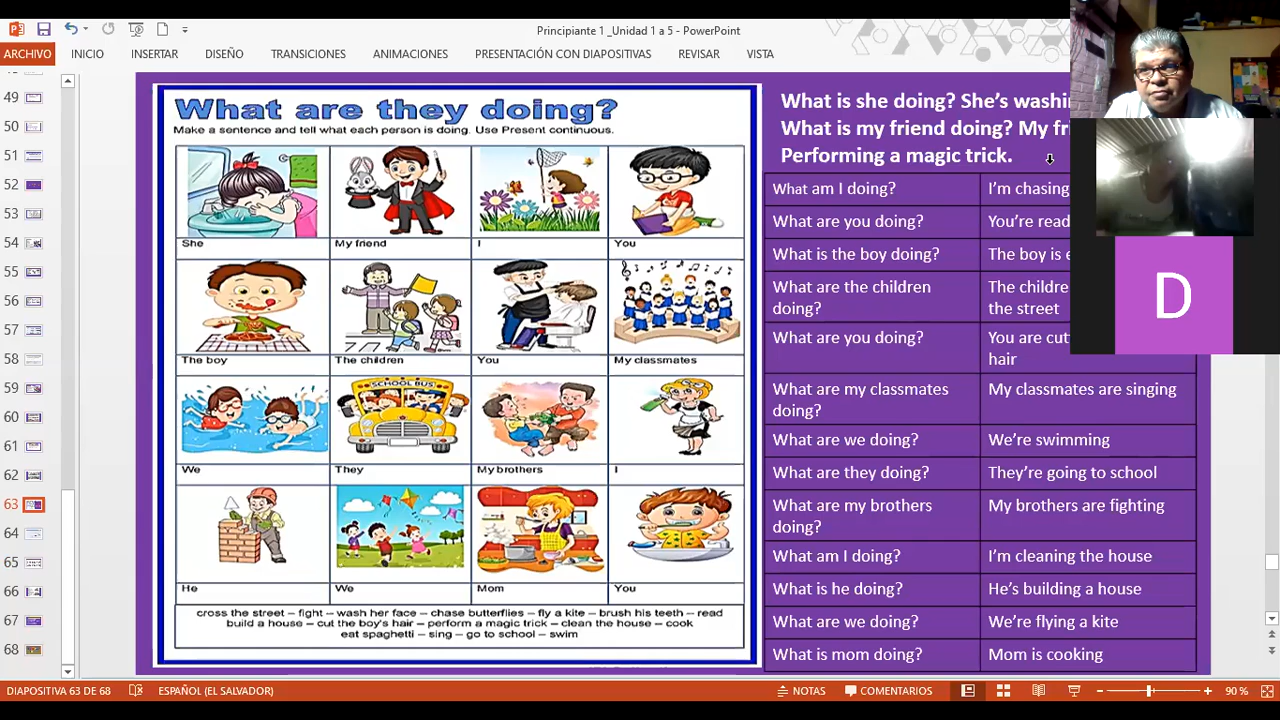 Principiante 1 _Unidad 1 a 5 - PowerPoint
ARCHIVO INICIO INSERTAR DISEÑO TRANSICIONES ANIMACIONES PRESENTACIÓN CON DIAPOSITIVAS REVISAR VISTA
49
50
51
52
53
54
55
56
57
58
59
60
61
62
63
64
65
66
67
68
What are they doing?
Make a sentence and tell what each person is doing. Use Present continuous.
She My friend I You
The boy The children You My classmates
SCHOOL BUS
We They My brothers I
He We Mom You
cross the street – fight – wash her face – chase butterflies – fly a kite – brush his teeth – read
build a house – cut the boy's hair – perform a magic trick – clean the house – cook
eat spaghetti – sing – go to school – swim
What is she doing? She's
What is my friend doing? My
Performing a magic trick.
What am I doing? I'm chasing
What are you doing? You're
What is the boy doing? The boy is
What are the children The
doing? the street
What are you doing? You are
hair
What are my classmates My classmates are singing
doing?
What are we doing? We're swimming
What are they doing? They're going to school
What are my brothers My brothers are fighting
doing?
What am I doing? I'm cleaning the house
What is he doing? He's building a house
What are we doing? We're flying a kite
What is mom doing? Mom is cooking
D
DIAPOSITIVA 63 DE 68 ESPAÑOL (EL SALVADOR) NOTAS COMENTARIOS 90 %